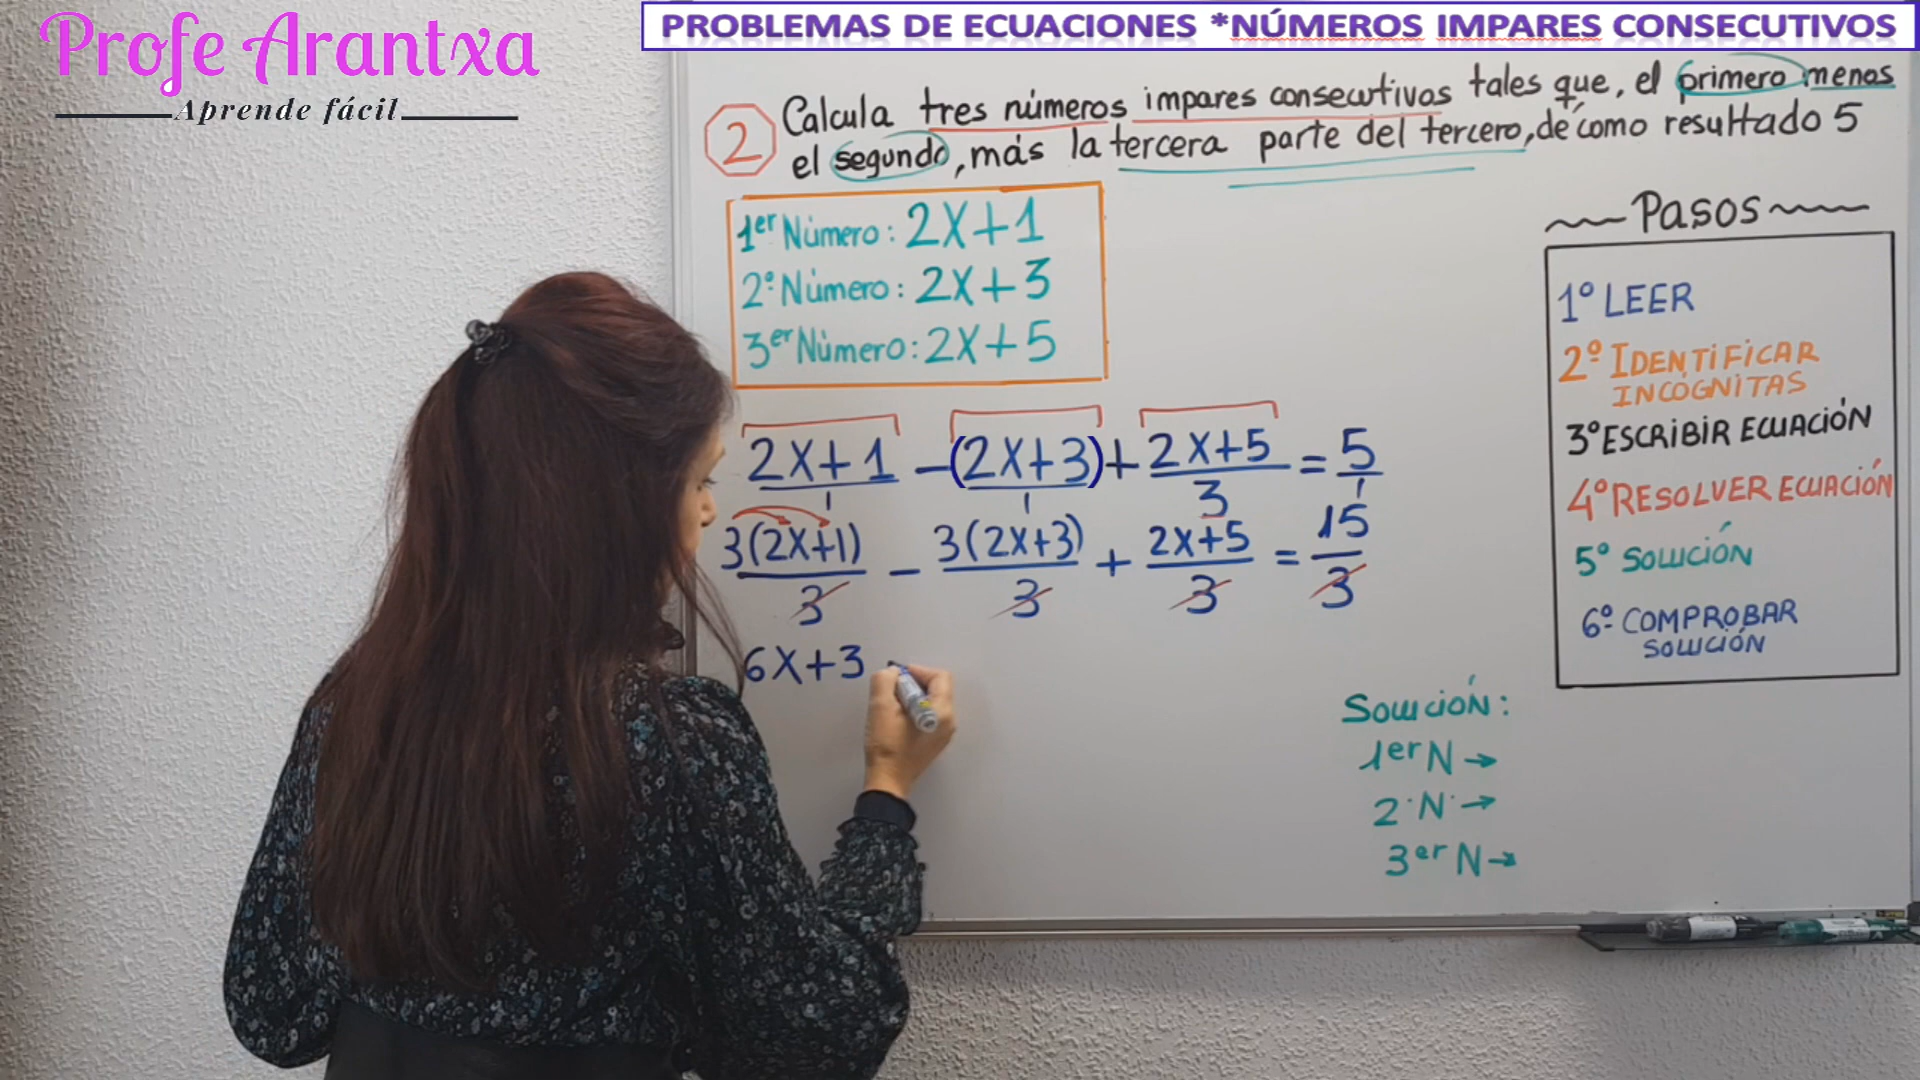 Profe Arantxa
Aprende fácil
PROBLEMAS DE ECUACIONES *NÚMEROS IMPARES CONSECUTIVOS
2 Calcula tres números impares consecutivos tales que, el primero menos
el segundo, más la tercera parte del tercero, dé como resultado 5
1er Número: 2X+1
2º Número: 2X+3
3er Número: 2X+5
2X+1/1 - (2X+3)/1 + 2X+5/3 = 5/1
3(2X+1)/3 - 3(2X+3)/3 + 2X+5/3 = 15/3
6X+3
Pasos
1º LEER
2º IDENTIFICAR
INCÓGNITAS
3º ESCRIBIR ECUACIÓN
4º RESOLVER ECUACIÓN
5º SOLUCIÓN
6º COMPROBAR
SOLUCIÓN
SOLUCIÓN:
1er N →
2º N →
3er N →